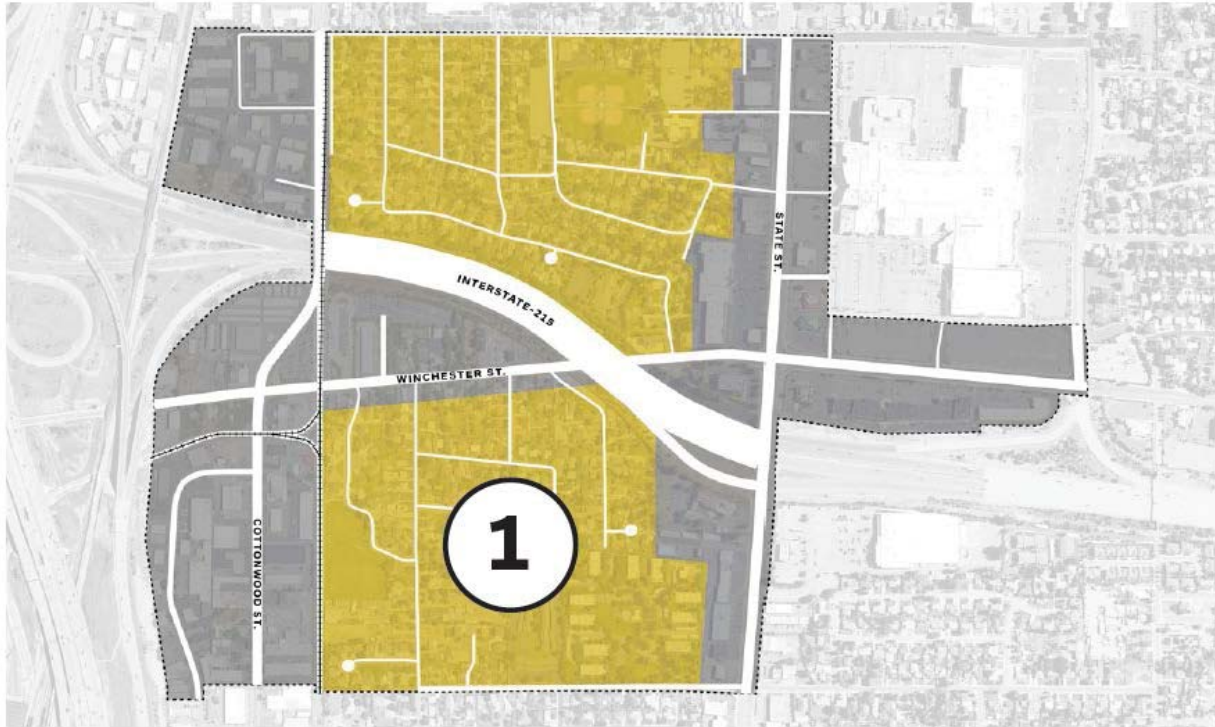 STATE ST.
INTERSTATE-215
WINCHESTER ST.
COTTONWOOD ST.
1